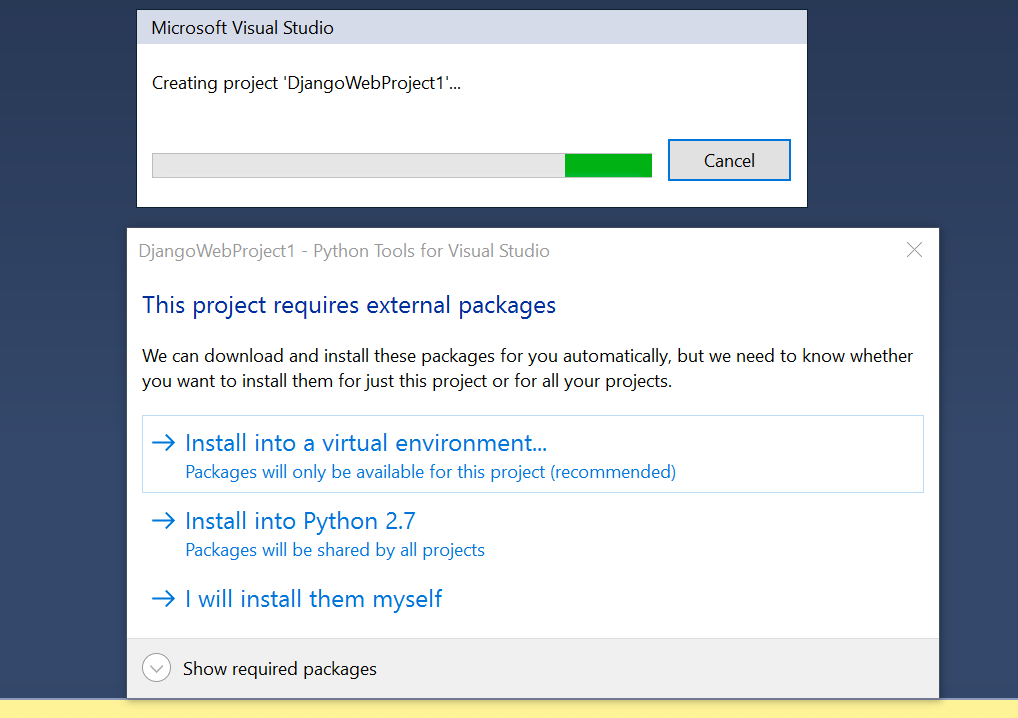 Microsoft Visual Studio
Creating project 'DjangoWebProject1'...
Cancel
DjangoWebProject1 - Python Tools for Visual Studio
This project requires external packages
We can download and install these packages for you automatically, but we need to know whether
you want to install them for just this project or for all your projects.
Install into a virtual environment...
Packages will only be available for this project (recommended)
Install into Python 2.7
Packages will be shared by all projects
I will install them myself
Show required packages